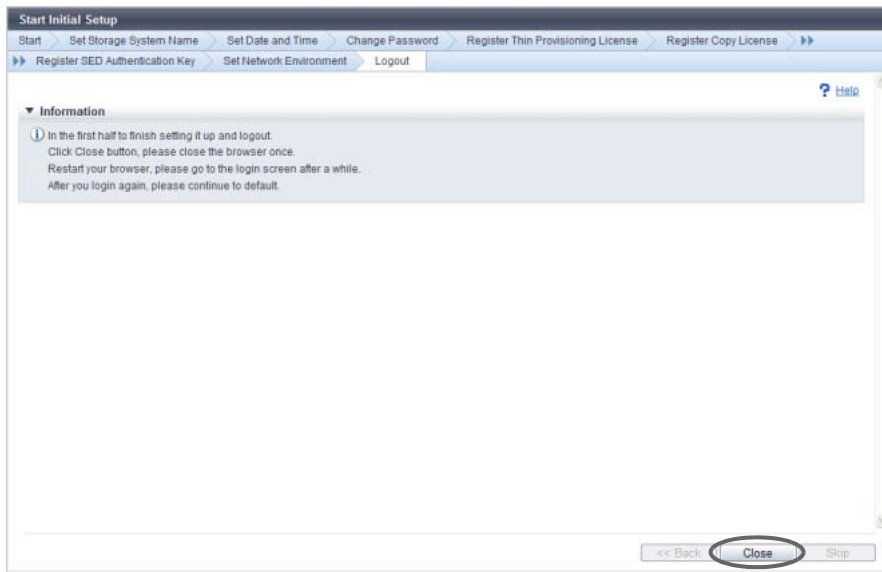 Start Initial Setup
Start Set Storage System Name Set Date and Time Change Password Register Thin Provisioning License Register Copy License
Register SED Authentication Key Set Network Environment Logout
? Help
Information
In the first half to finish setting it up and logout.
Click Close button, please close the browser once.
Restart your browser, please go to the login screen after a while.
After you login again, please continue to default.
<< Back Close Skip